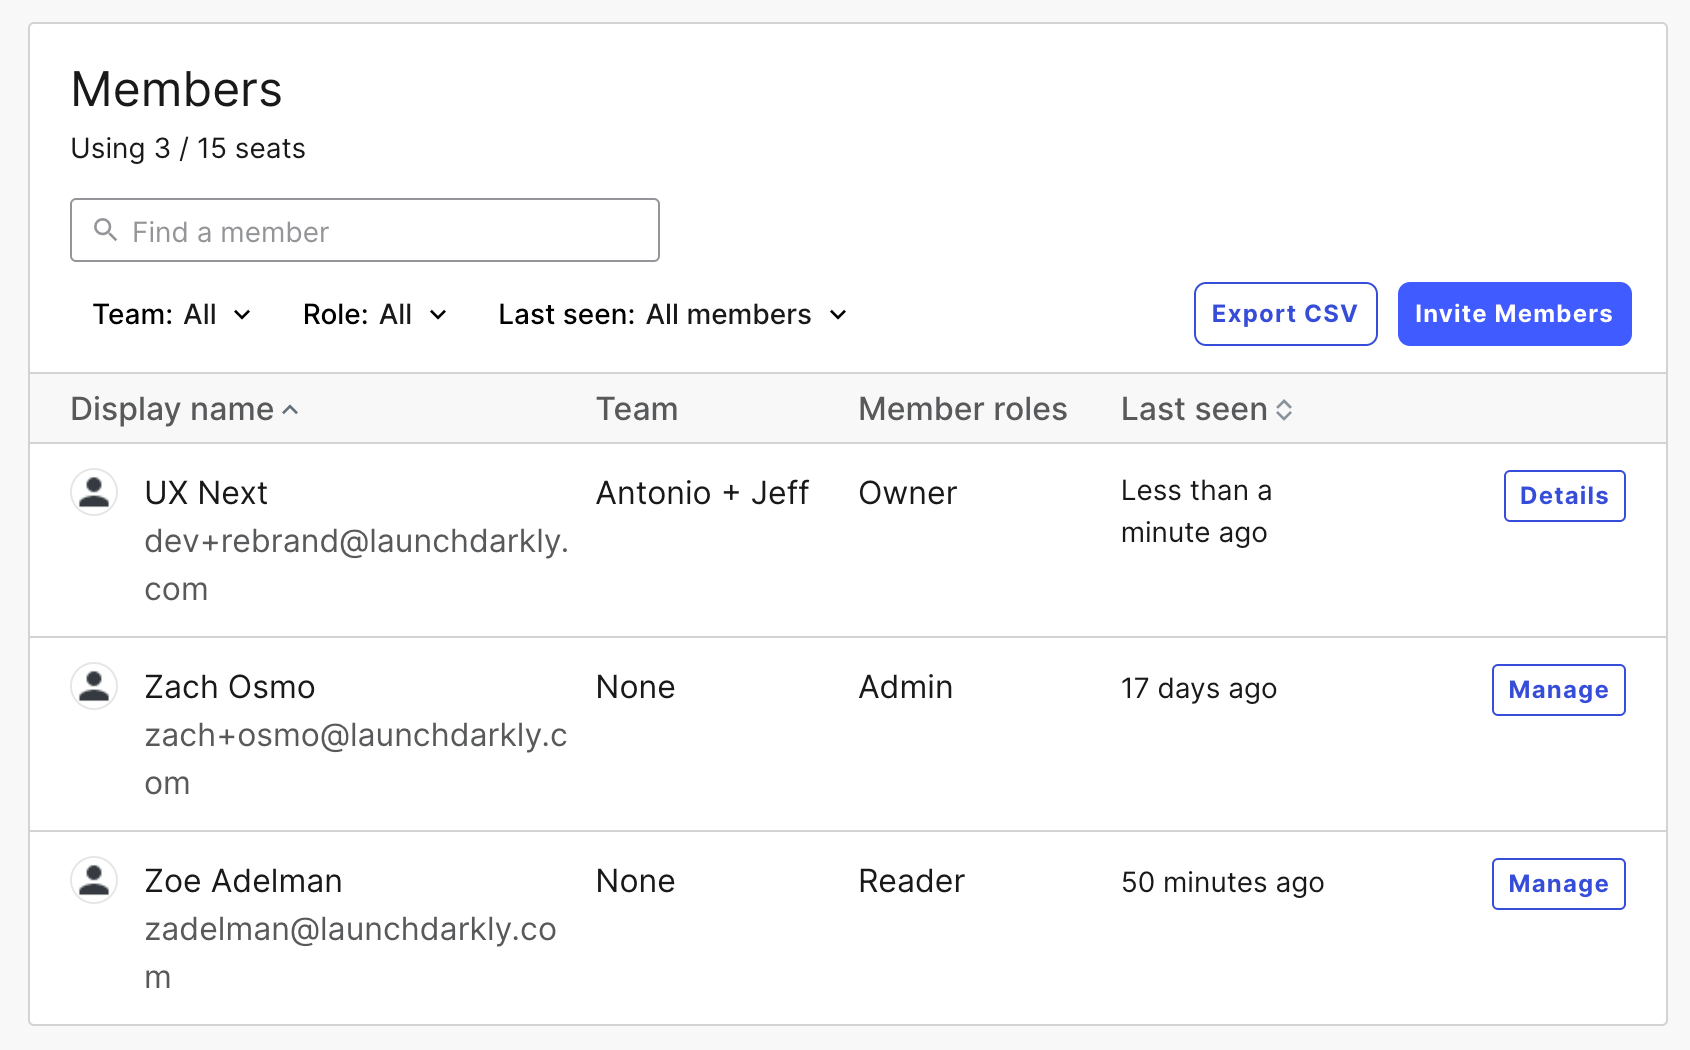 Members
Using 3 / 15 seats
Find a member
Team: All Role: All Last seen: All members Export CSV Invite Members
Display name Team Member roles Last seen
UX Next Antonio + Jeff Owner Less than a Details
minute ago
dev+rebrand@launchdarkly.
com
Zach Osmo None Admin 17 days ago Manage
zach+osmo@launchdarkly.c
om
Zoe Adelman None Reader 50 minutes ago Manage
zadelman@launchdarkly.co
m